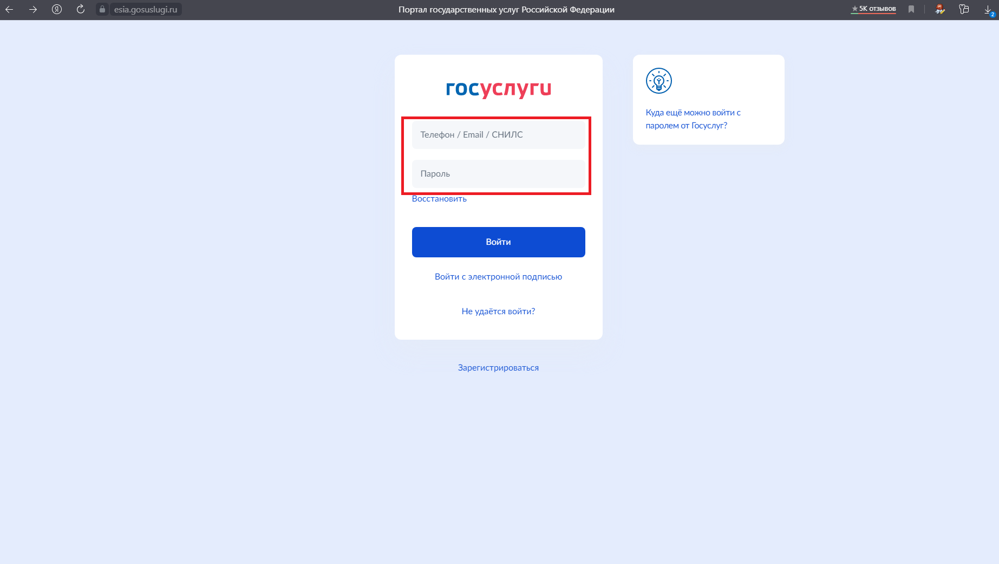 esia.gosuslugi.ru
Портал государственных услуг Российской Федерации
5К отзывов
2
госуслуги
Телефон / Email / СНИЛС
Пароль
Восстановить
Войти
Войти с электронной подписью
Не удаётся войти?
Зарегистрироваться
Куда ещё можно войти с
паролем от Госуслуг?